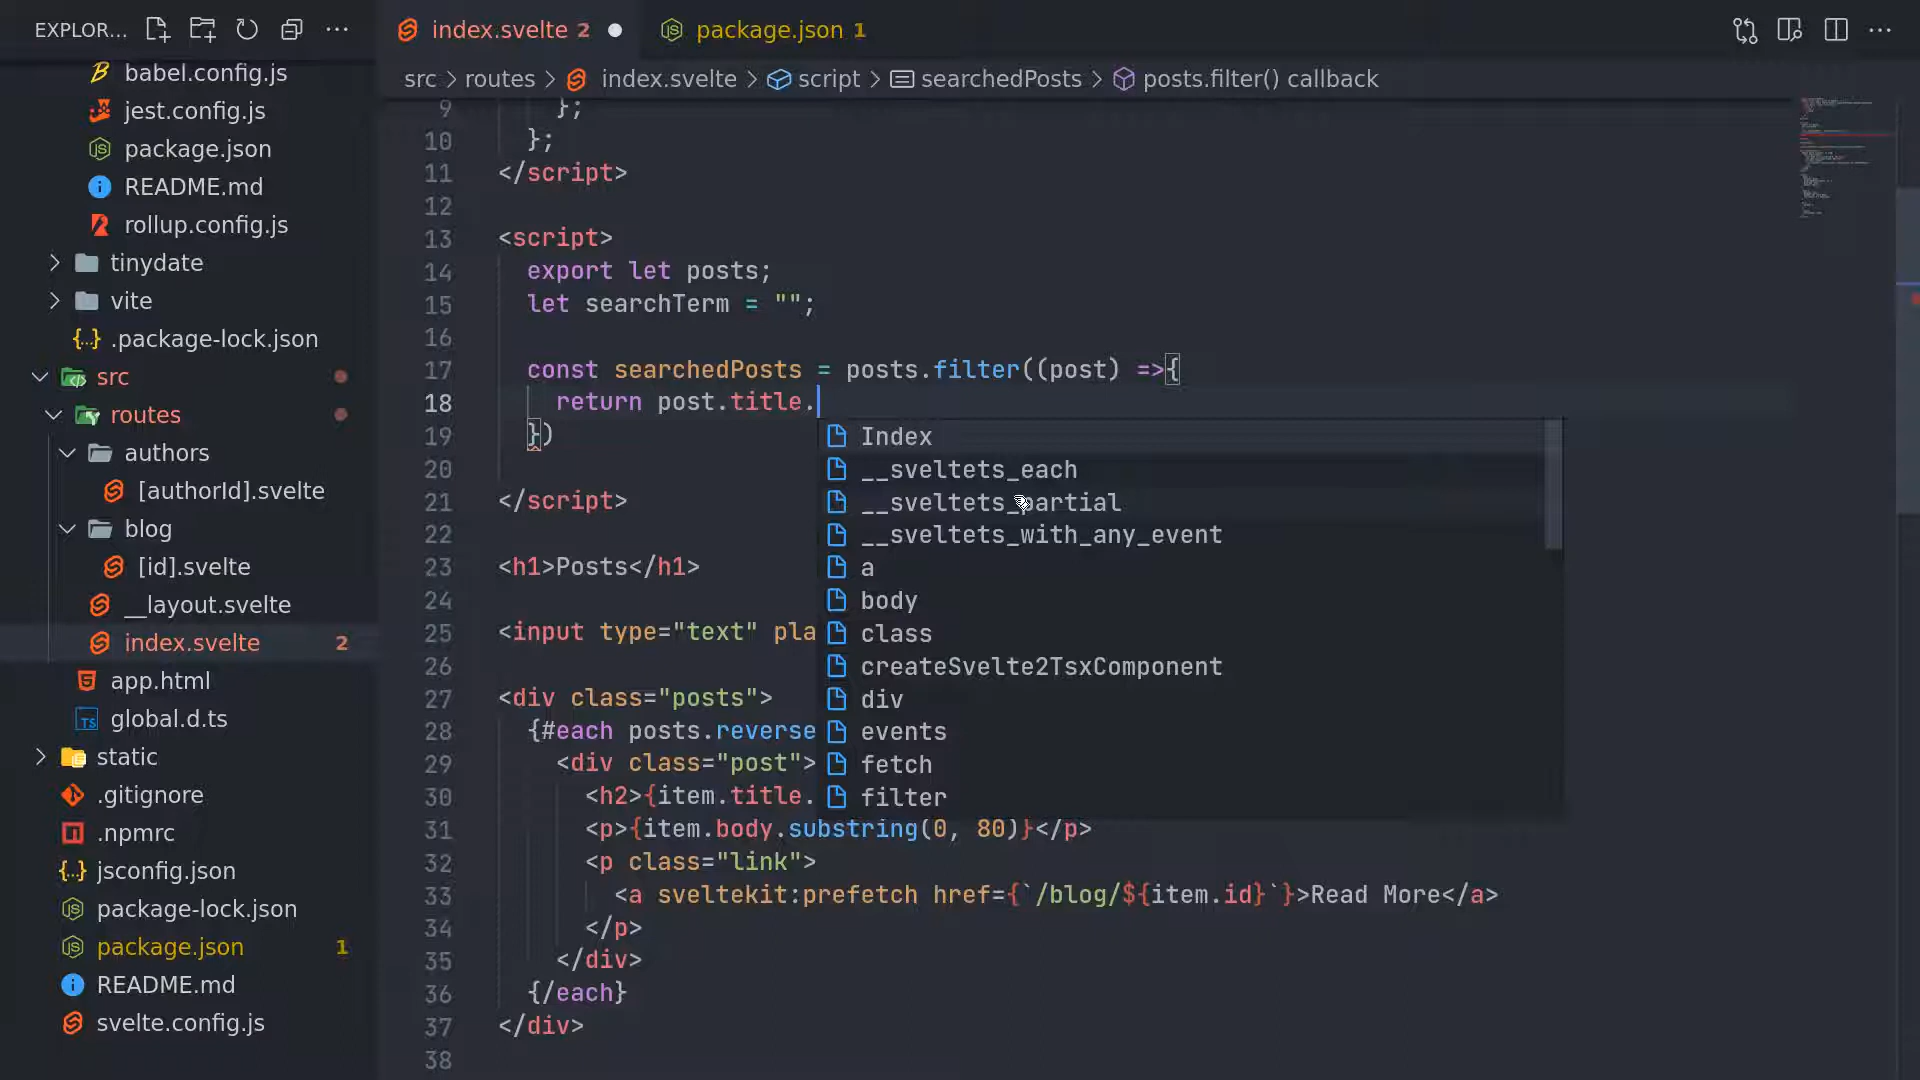 EXPLOR...
babel.config.js
jest.config.js
package.json
README.md
rollup.config.js
tinydate
vite
.package-lock.json
src
routes
authors
[authorId].svelte
blog
[id].svelte
__layout.svelte
index.svelte 2
app.html
global.d.ts
static
.gitignore
.npmrc
jsconfig.json
package-lock.json
package.json 1
README.md
svelte.config.js
index.svelte 2
package.json 1
src > routes > index.svelte > script > searchedPosts > posts.filter() callback
9 };
10 };
11 </script>
12
13 <script>
14 export let posts;
15 let searchTerm = "";
16
17 const searchedPosts = posts.filter((post) =>{
18 return post.title.
19 })
20
21 </script>
22
23 <h1>Posts</h1>
24
25 <input type="text" pla
26
27 <div class="posts">
28 {#each posts.reverse
29 <div class="post">
30 <h2>{item.title.
31 <p>{item.body.substring(0, 80)}</p>
32 <p class="link">
33 <a sveltekit:prefetch href={`/blog/${item.id}`}>Read More</a>
34 </p>
35 </div>
36 {/each}
37 </div>
38
Index
__sveltets_each
__sveltets_partial
__sveltets_with_any_event
a
body
class
createSvelte2TsxComponent
div
events
fetch
filter